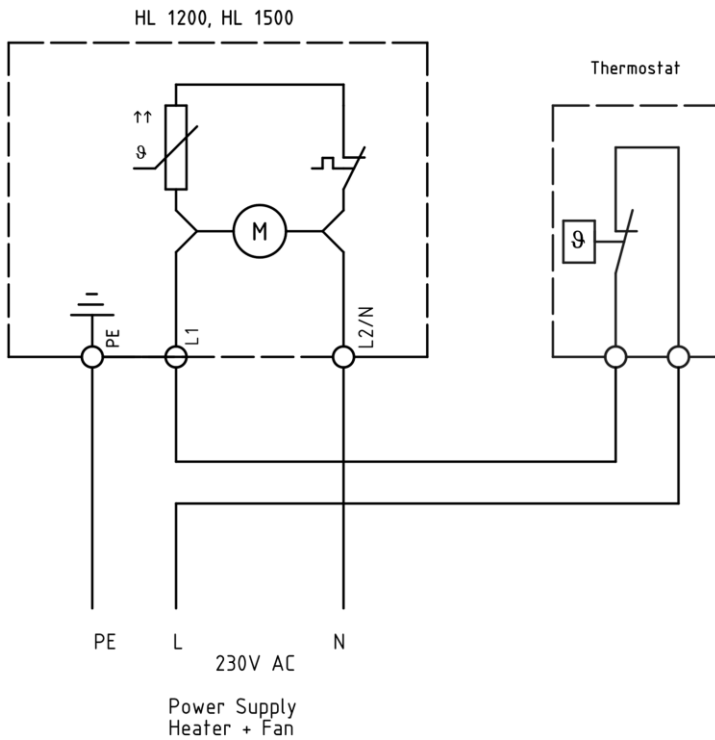 HL 1200, HL 1500
Thermostat
↑↑
ϑ
M
ϑ
PE
L1
L2/N
PE L N
230V AC
Power Supply
Heater + Fan